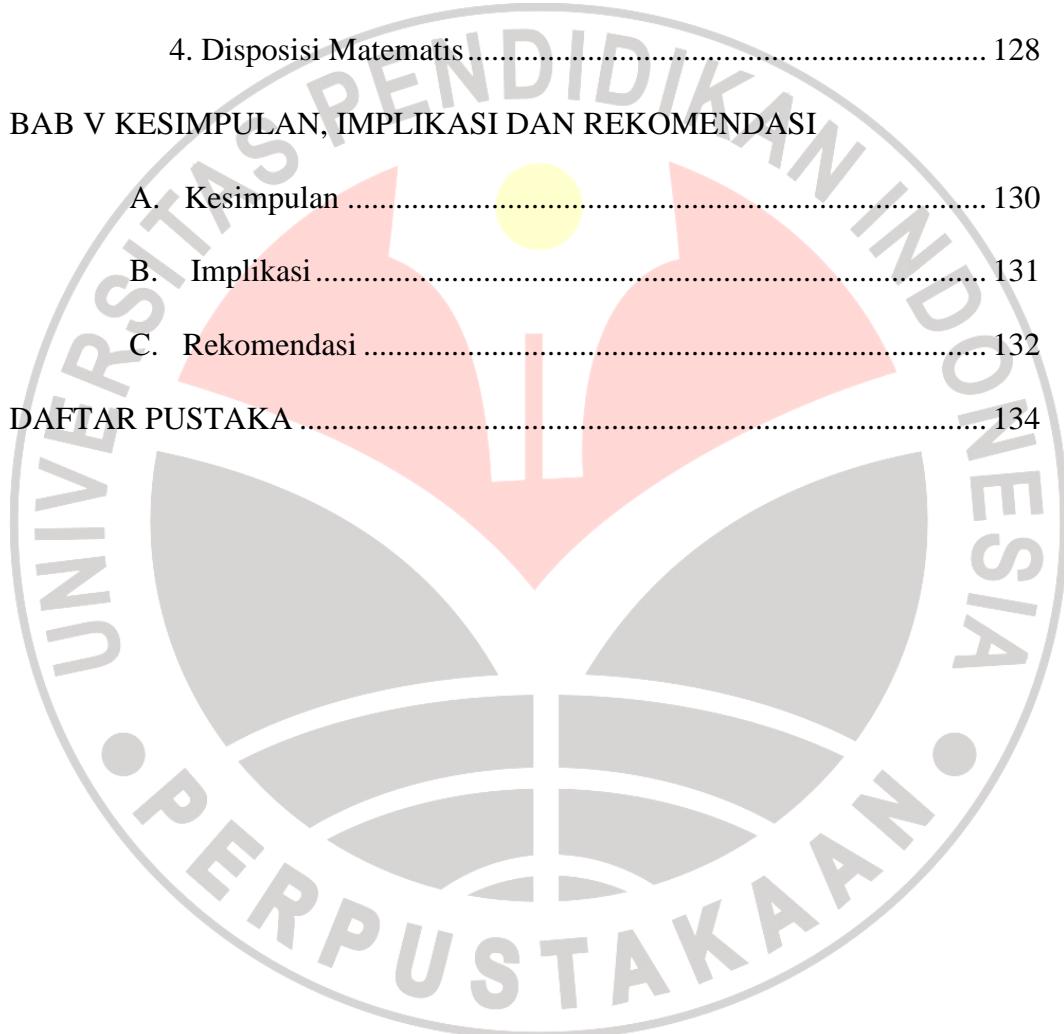 4. Disposisi Matematis ................................................................. 128
BAB V KESIMPULAN, IMPLIKASI DAN REKOMENDASI
A. Kesimpulan ................................................................................ 130
B. Implikasi .................................................................................... 131
C. Rekomendasi .............................................................................. 132
DAFTAR PUSTAKA ...................................................................................... 134
UNIVERSITAS PENDIDIKAN INDONESIA
PERPUSTAKAAN